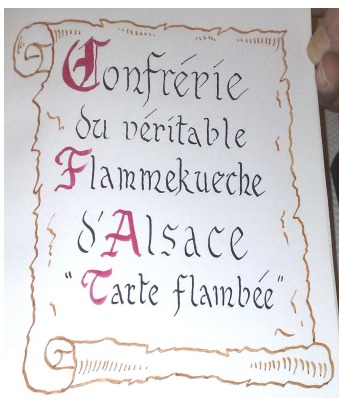 Confrérie
du véritable
Flammekueche
d'Alsace
"Tarte flambée"